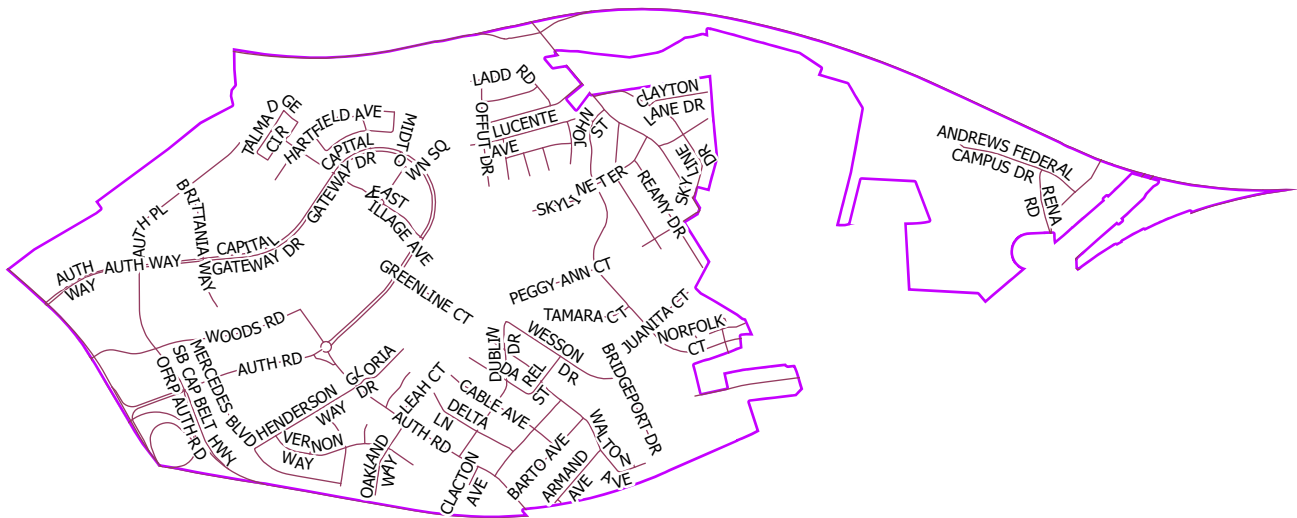 LADD RD
CLAYTON
LANE DR
TALMADGE
CIR
HARTFIELD AVE
MIDTOWN SQ
OFFUT DR
LUCENTE
AVE
JOHN
ST
SKYLINE
DR
ANDREWS FEDERAL
CAMPUS DR
RENA
RD
CAPITAL
GATEWAY DR
EAST
VILLAGE AVE
SKYLINE TER
REAMY DR
BRITTANIA WAY
AUTH PL
AUTH WAY
AUTH
WAY
CAPITAL
GATEWAY DR
GREENLINE CT
PEGGY ANN CT
TAMARA CT
JUANITA CT
NORFOLK
CT
WOODS RD
AUTH RD
MERCEDES BLVD
SB CAP BELT HWY
OFRP AUTH RD
GLORIA
DR
HENDERSON
WAY
VERNON
WAY
LEAH CT
DUBLIN
DR
WESSON
DR
DAREL
ST
CABLE AVE
DELTA
LN
AUTH RD
BRIDGEPORT DR
WALTON
AVE
OAKLAND
WAY
CLACTON
AVE
BARTO AVE
ARMAND
AVE